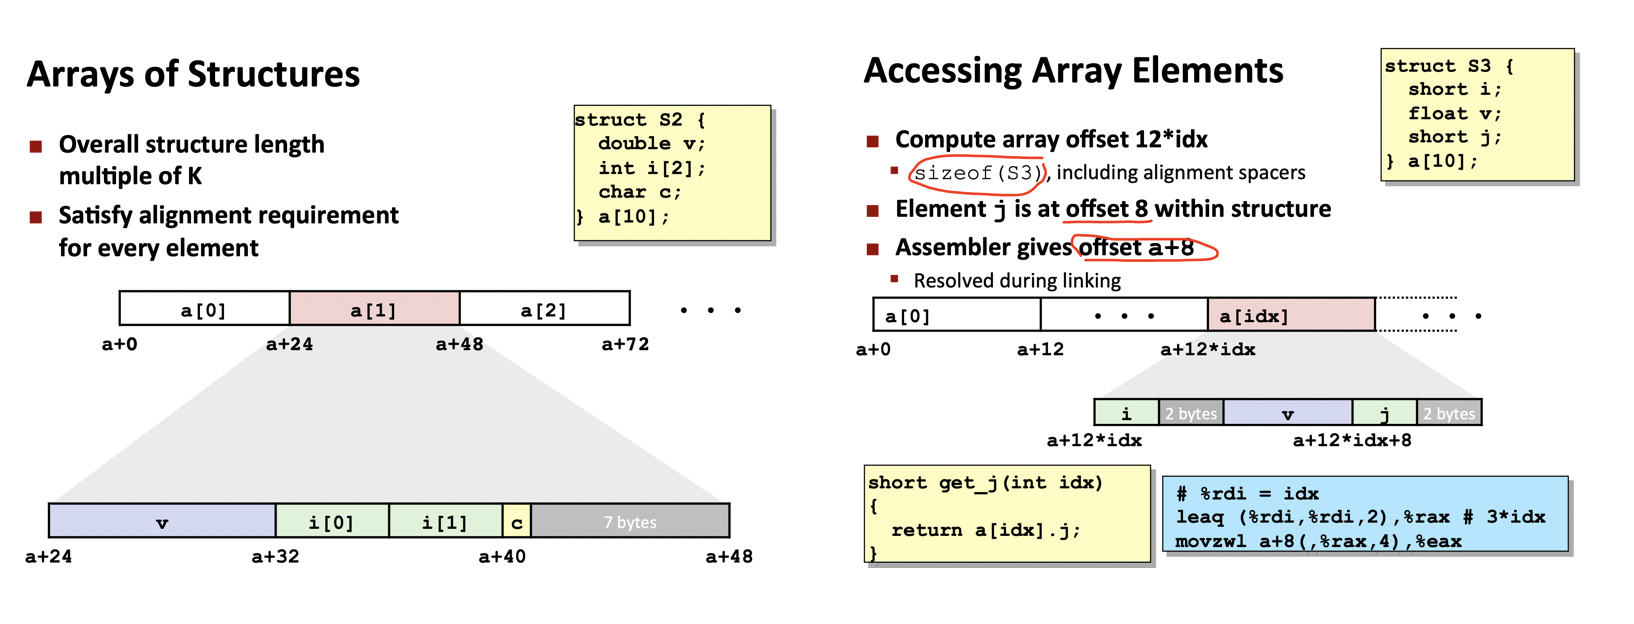 Arrays of Structures
■ Overall structure length
multiple of K
■ Satisfy alignment requirement
for every element
struct S2 {
  double v;
  int i[2];
  char c;
} a[10];
a[0] a[1] a[2] • • •
a+0 a+24 a+48 a+72
v i[0] i[1] c 7 bytes
a+24 a+32 a+40 a+48
Accessing Array Elements
■ Compute array offset 12*idx
▪ sizeof(S3), including alignment spacers
■ Element j is at offset 8 within structure
■ Assembler gives offset a+8
▪ Resolved during linking
struct S3 {
  short i;
  float v;
  short j;
} a[10];
a[0] • • • a[idx] • • •
a+0 a+12 a+12*idx
i 2 bytes v j 2 bytes
a+12*idx a+12*idx+8
short get_j(int idx)
{
  return a[idx].j;
}
# %rdi = idx
leaq (%rdi,%rdi,2),%rax # 3*idx
movzwl a+8(,%rax,4),%eax